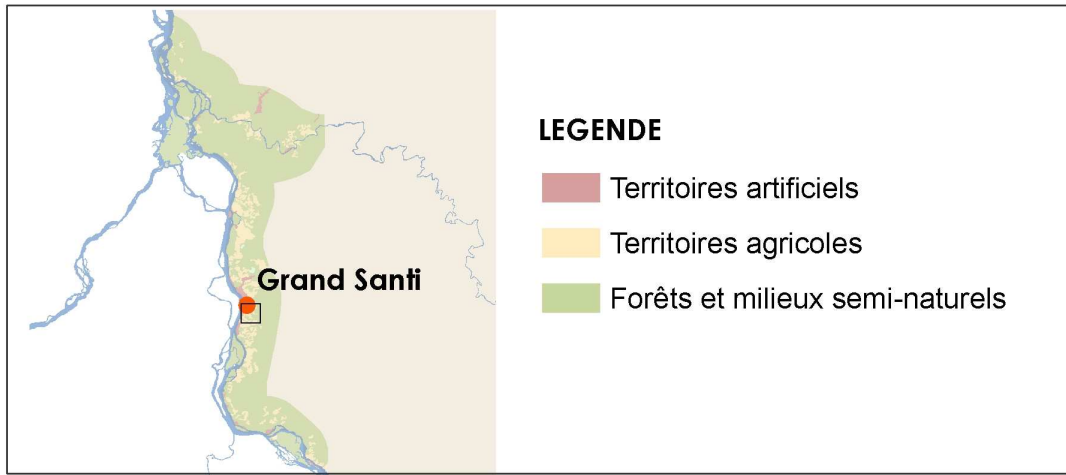 Grand Santi
LEGENDE
Territoires artificiels
Territoires agricoles
Forêts et milieux semi-naturels